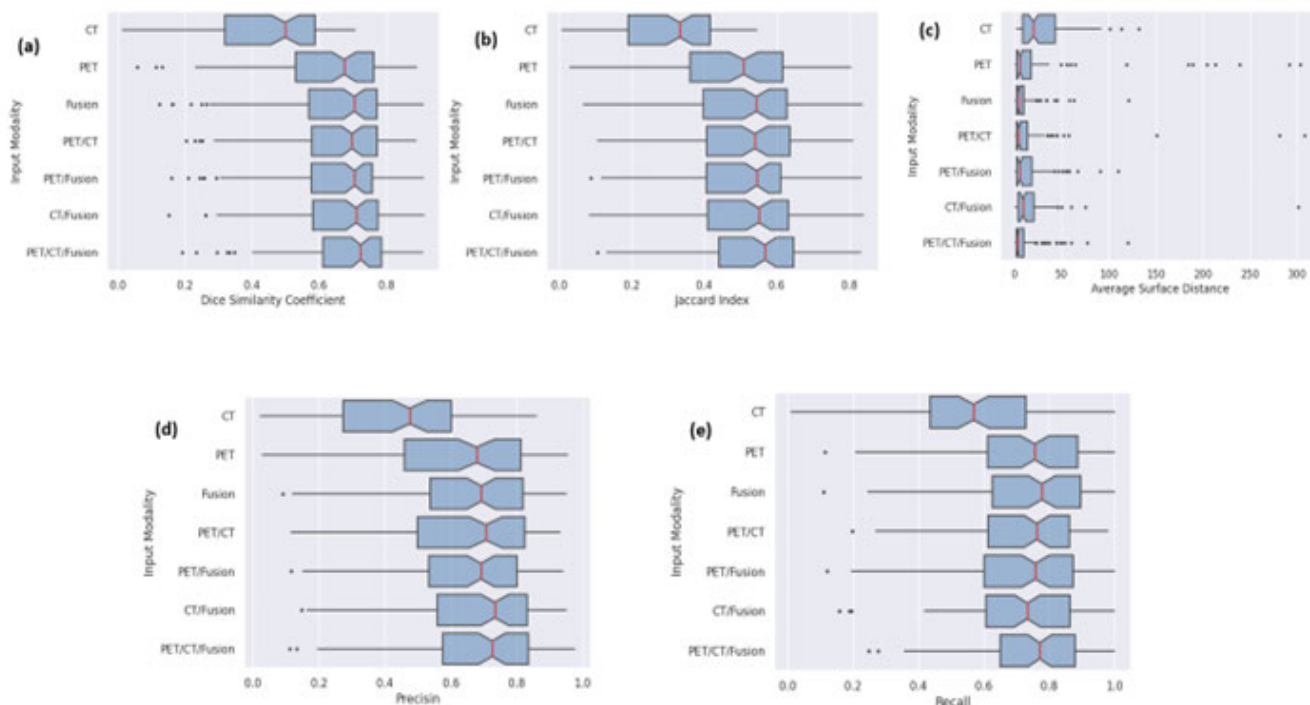 (a)
Input Modality
CT
PET
Fusion
PET/CT
PET/Fusion
CT/Fusion
PET/CT/Fusion
0.0 0.2 0.4 0.6 0.8
Dice Similarity Coefficient
(b)
Input Modality
CT
PET
Fusion
PET/CT
PET/Fusion
CT/Fusion
PET/CT/Fusion
0.0 0.2 0.4 0.6 0.8
Jaccard Index
(c)
Input Modality
CT
PET
Fusion
PET/CT
PET/Fusion
CT/Fusion
PET/CT/Fusion
0 50 100 150 200 250 300
Average Surface Distance
(d)
Input Modality
CT
PET
Fusion
PET/CT
PET/Fusion
CT/Fusion
PET/CT/Fusion
0.0 0.2 0.4 0.6 0.8 1.0
Precisin
(e)
Input Modality
CT
PET
Fusion
PET/CT
PET/Fusion
CT/Fusion
PET/CT/Fusion
0.0 0.2 0.4 0.6 0.8 1.0
Recall